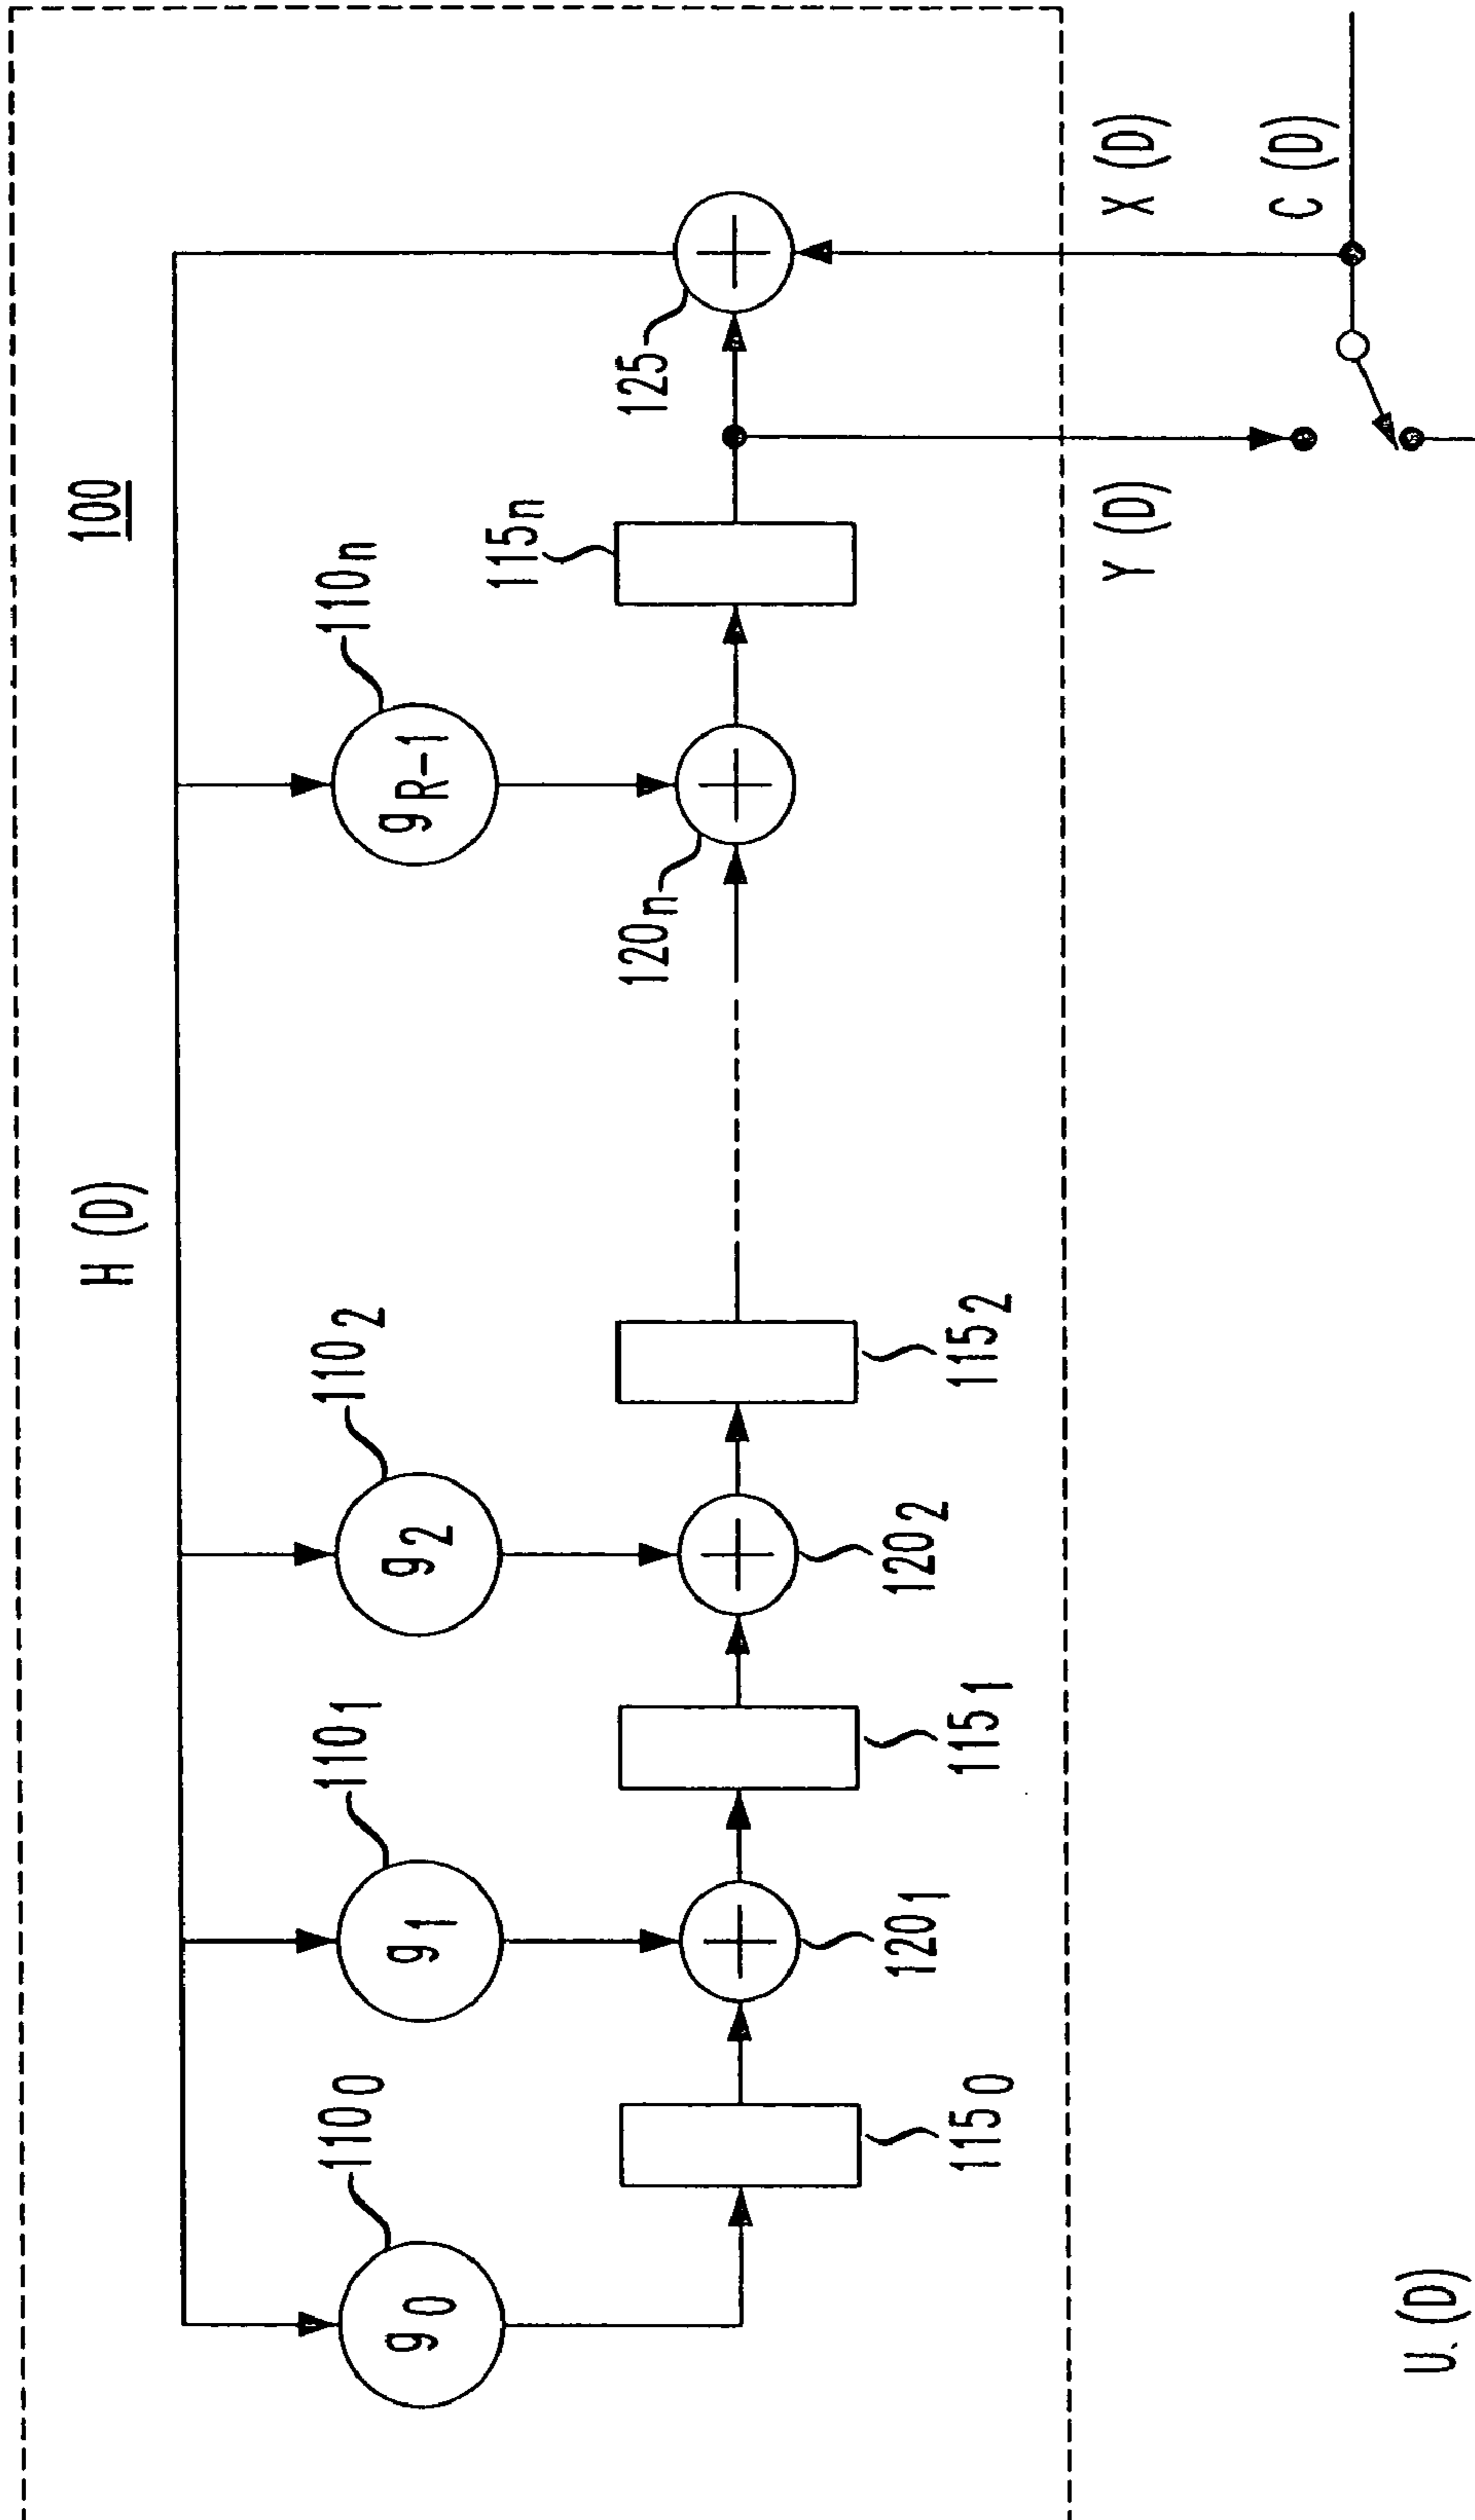 100
H (D)
110₀
110₁
110₂
110n
g₀
g₁
g₂
gR-1
115n
120n
125
115₀
120₁
115₁
120₂
115₂
Y (D)
X (D)
C (D)
U (D)